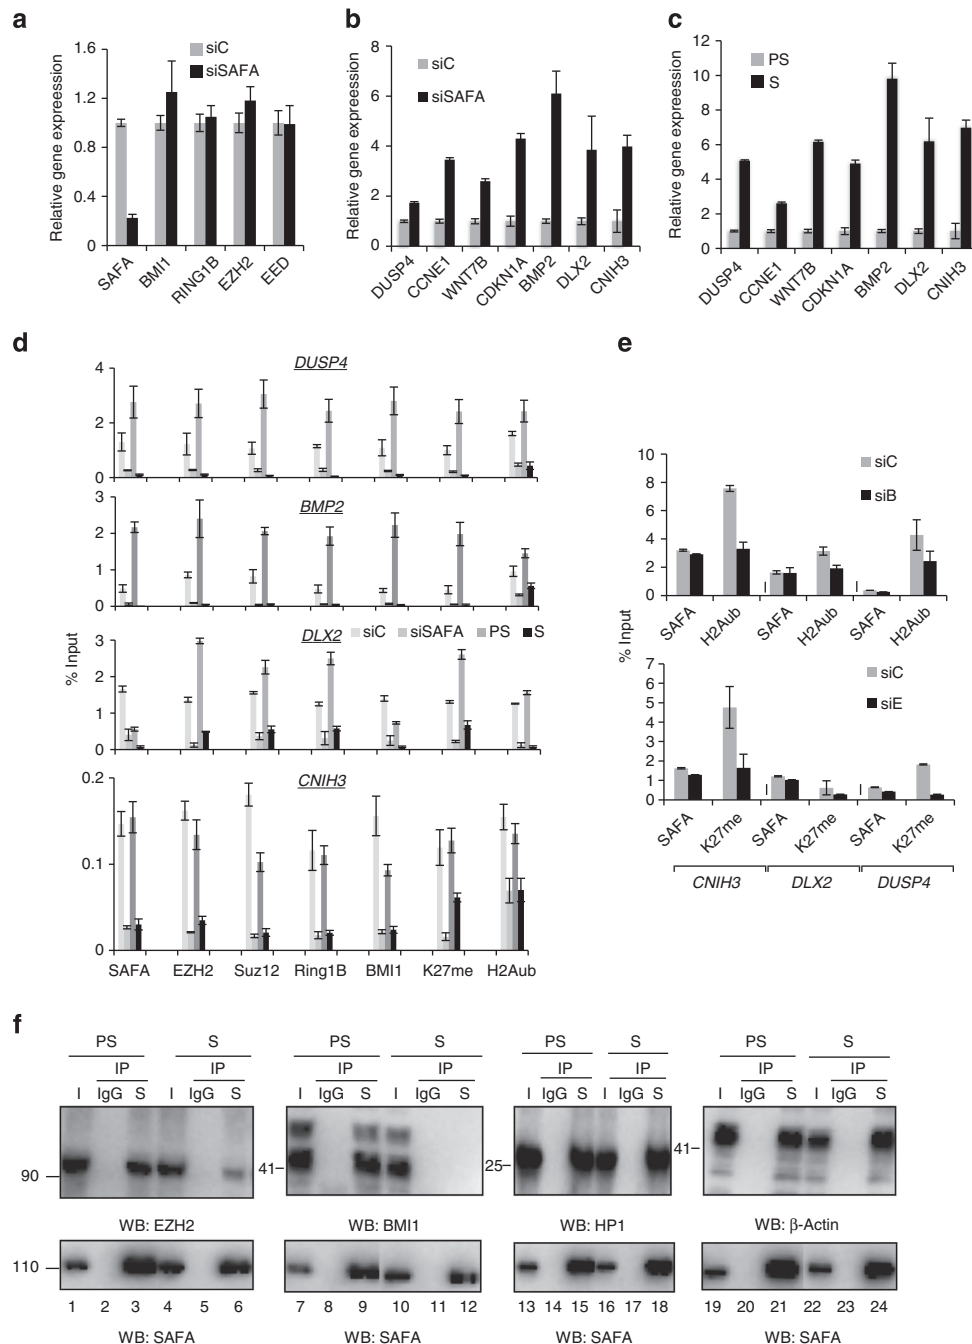 a
Relative gene expreession
1.6
1.2
0.8
0.4
0
siC
siSAFA
SAFA
BMI1
RING1B
EZH2
EED
b
Relative gene expreession
8
6
4
2
0
siC
siSAFA
DUSP4
CCNE1
WNT7B
CDKN1A
BMP2
DLX2
CNIH3
c
Relative gene expreession
12
10
8
6
4
2
0
PS
S
DUSP4
CCNE1
WNT7B
CDKN1A
BMP2
DLX2
CNIH3
d
% Input
DUSP4
4
2
0
BMP2
3
2
1
0
DLX2
siC siSAFA PS S
3
2
1
0
CNIH3
0.2
0.1
0
SAFA EZH2 Suz12 Ring1B BMI1 K27me H2Aub
e
% Input
10
8
6
4
2
0
siC
siB
SAFA
H2Aub
SAFA
H2Aub
SAFA
H2Aub
7
6
5
4
3
2
1
0
siC
siE
SAFA
K27me
SAFA
K27me
SAFA
K27me
CNIH3 DLX2 DUSP4
f
PS S PS S PS S PS S
IP IP IP IP IP IP IP IP
I IgG S I IgG S I IgG S I IgG S I IgG S I IgG S I IgG S I IgG S
90
41
25
41
WB: EZH2 WB: BMI1 WB: HP1 WB: β-Actin
110
1 2 3 4 5 6 7 8 9 10 11 12 13 14 15 16 17 18 19 20 21 22 23 24
WB: SAFA WB: SAFA WB: SAFA WB: SAFA